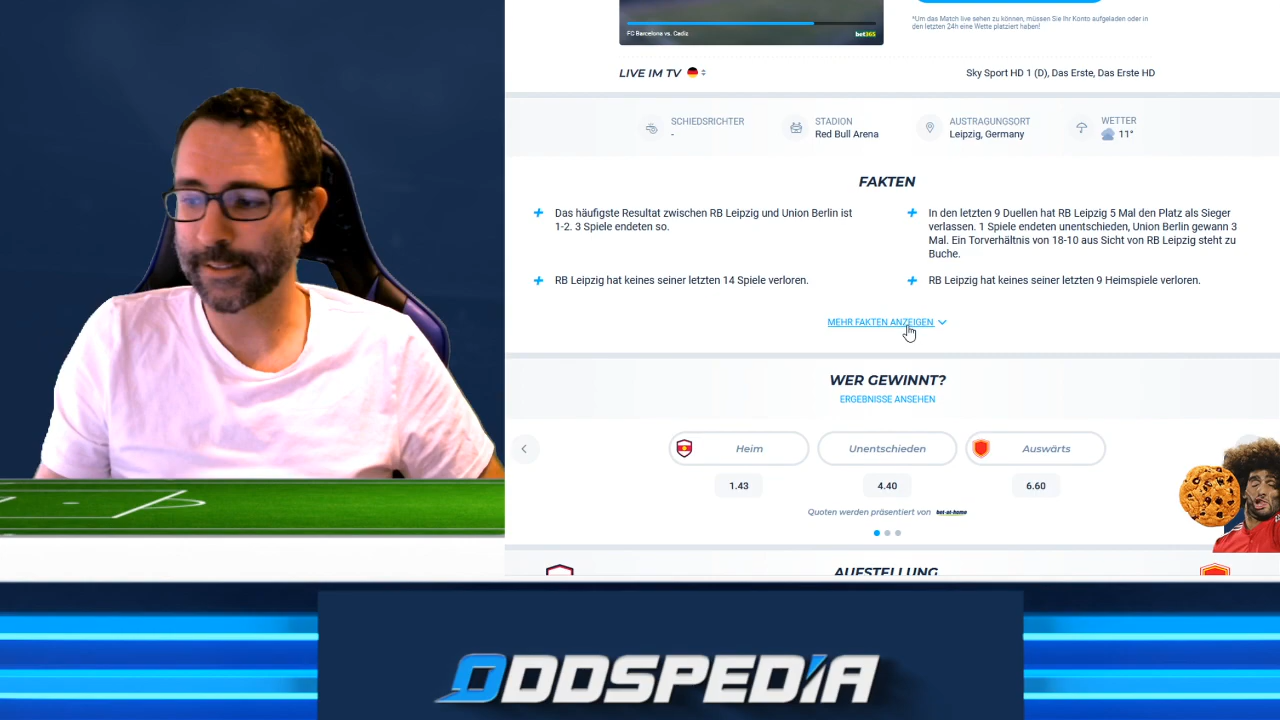 *Um das Match live sehen zu können, müssen Sie Ihr Konto aufgeladen oder in
den letzten 24h eine Wette platziert haben!
FC Barcelona vs. Cadiz
bet365
LIVE IM TV
Sky Sport HD 1 (D), Das Erste, Das Erste HD
SCHIEDSRICHTER
-
STADION
Red Bull Arena
AUSTRAGUNGSORT
Leipzig, Germany
WETTER
11°
FAKTEN
Das häufigste Resultat zwischen RB Leipzig und Union Berlin ist
1-2. 3 Spiele endeten so.
In den letzten 9 Duellen hat RB Leipzig 5 Mal den Platz als Sieger
verlassen. 1 Spiele endeten unentschieden, Union Berlin gewann 3
Mal. Ein Torverhältnis von 18-10 aus Sicht von RB Leipzig steht zu
Buche.
RB Leipzig hat keines seiner letzten 14 Spiele verloren.
RB Leipzig hat keines seiner letzten 9 Heimspiele verloren.
MEHR FAKTEN ANZEIGEN
WER GEWINNT?
ERGEBNISSE ANSEHEN
Heim
Unentschieden
Auswärts
1.43
4.40
6.60
Quoten werden präsentiert von bet-at-home
AUFSTELLUNG
ODDSPEDIA